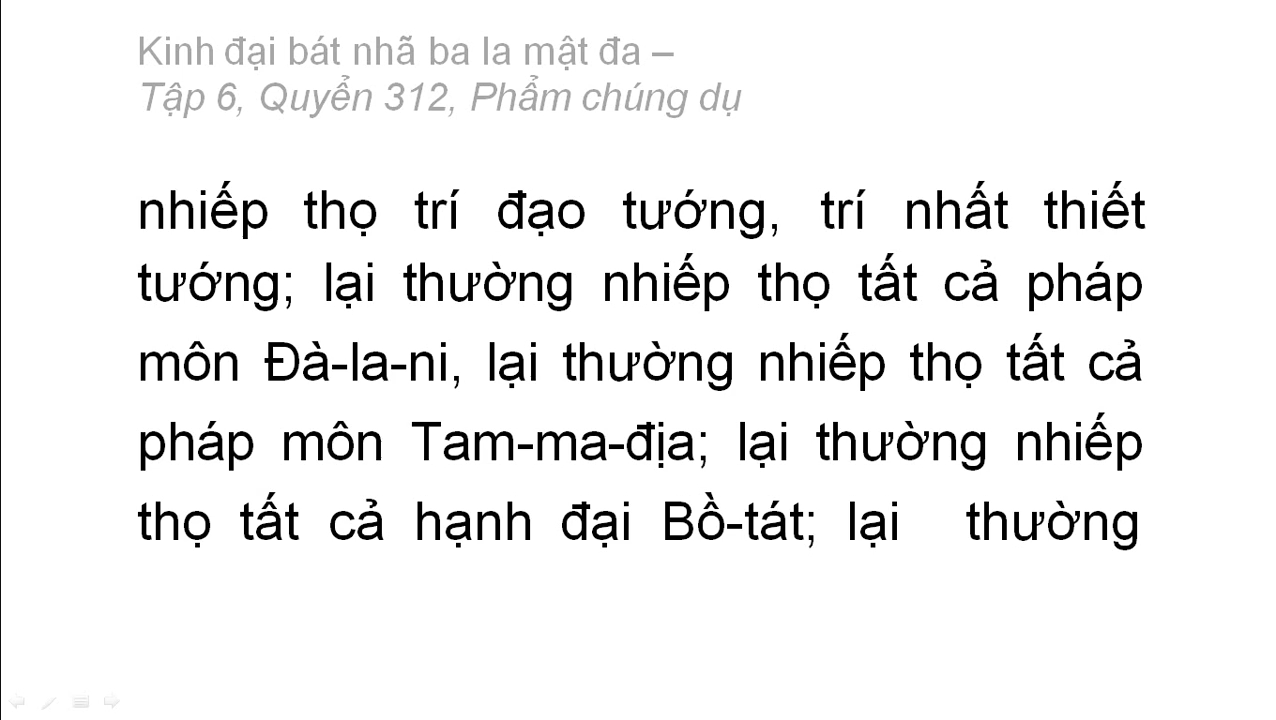 Kinh đại bát nhã ba la mật đa –
Tập 6, Quyển 312, Phẩm chúng dụ
nhiếp thọ trí đạo tướng, trí nhất thiết
tướng; lại thường nhiếp thọ tất cả pháp
môn Đà-la-ni, lại thường nhiếp thọ tất cả
pháp môn Tam-ma-địa; lại thường nhiếp
thọ tất cả hạnh đại Bồ-tát; lại thường